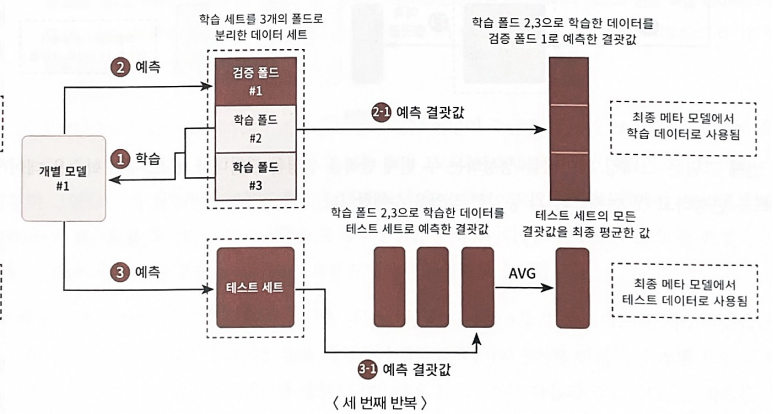 학습 세트를 3개의 폴드로
분리한 데이터 세트
학습 폴드 2,3으로 학습한 데이터를
검증 폴드 1로 예측한 결괏값
2 예측
검증 폴드
#1
학습 폴드
#2
학습 폴드
#3
2-1 예측 결괏값
최종 메타 모델에서
학습 데이터로 사용됨
개별 모델
#1
1 학습
학습 폴드 2,3으로 학습한 데이터를
테스트 세트로 예측한 결괏값
테스트 세트의 모든
결괏값을 최종 평균한 값
3 예측
테스트 세트
AVG
최종 메타 모델에서
테스트 데이터로 사용됨
3-1 예측 결괏값
〈 세 번째 반복 〉